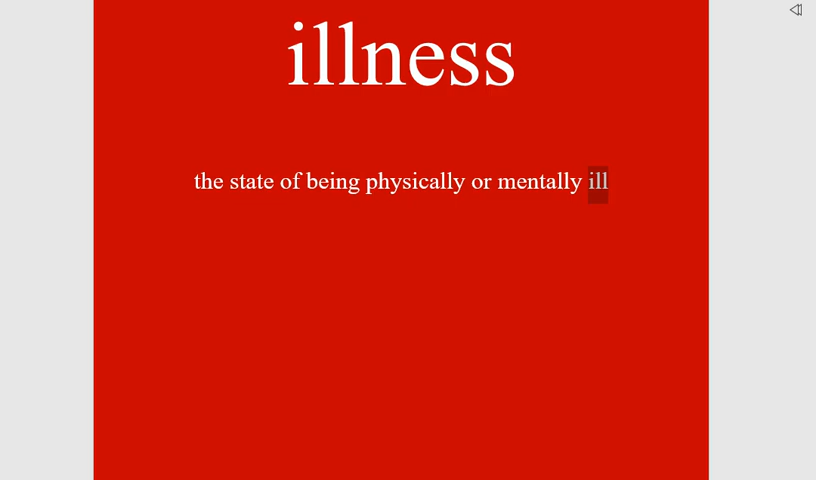 illness
the state of being physically or mentally ill